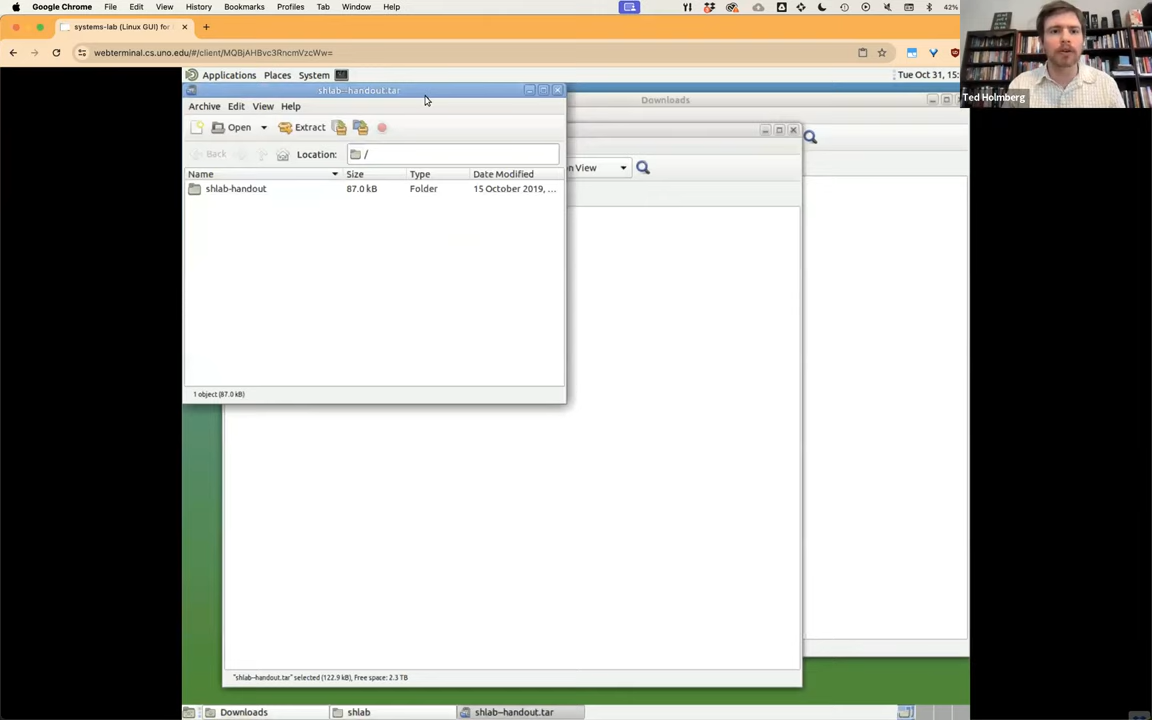 Google Chrome File Edit View History Bookmarks Profiles Tab Window Help 42%
systems-lab (Linux GUI) for
webterminal.cs.uno.edu/#/client/MQBjAHBvc3RncmVzcWw=
Ted Holmberg
Applications Places System Tue Oct 31, 15:
shlab--handout.tar
Downloads
Archive Edit View Help
Open Extract
Back Location: /
n View
Name Size Type Date Modified
shlab-handout 87.0 kB Folder 15 October 2019, ...
1 object (87.0 kB)
"shlab--handout.tar" selected (122.9 kB), Free space: 2.3 TB
Downloads shlab shlab--handout.tar